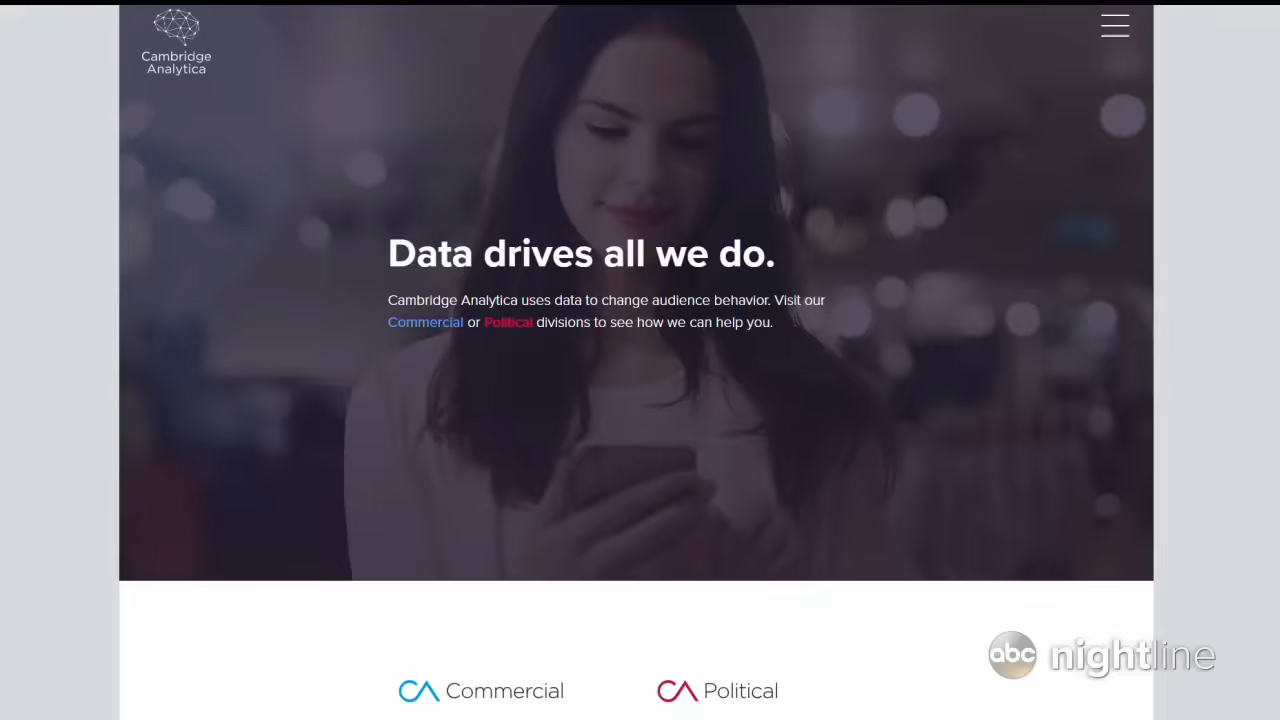 Cambridge
Analytica
Data drives all we do.
Cambridge Analytica uses data to change audience behavior. Visit our
Commercial or Political divisions to see how we can help you.
CA Commercial
CA Political
abc nightline